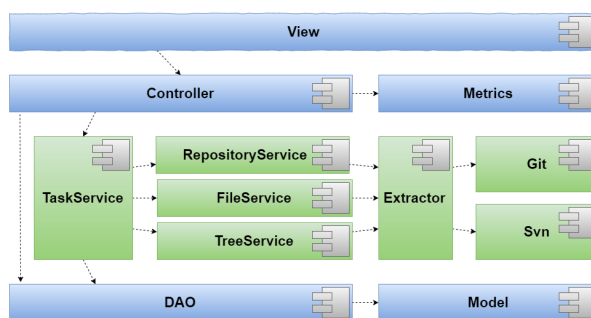 View
Controller
Metrics
TaskService
RepositoryService
FileService
TreeService
Extractor
Git
Svn
DAO
Model